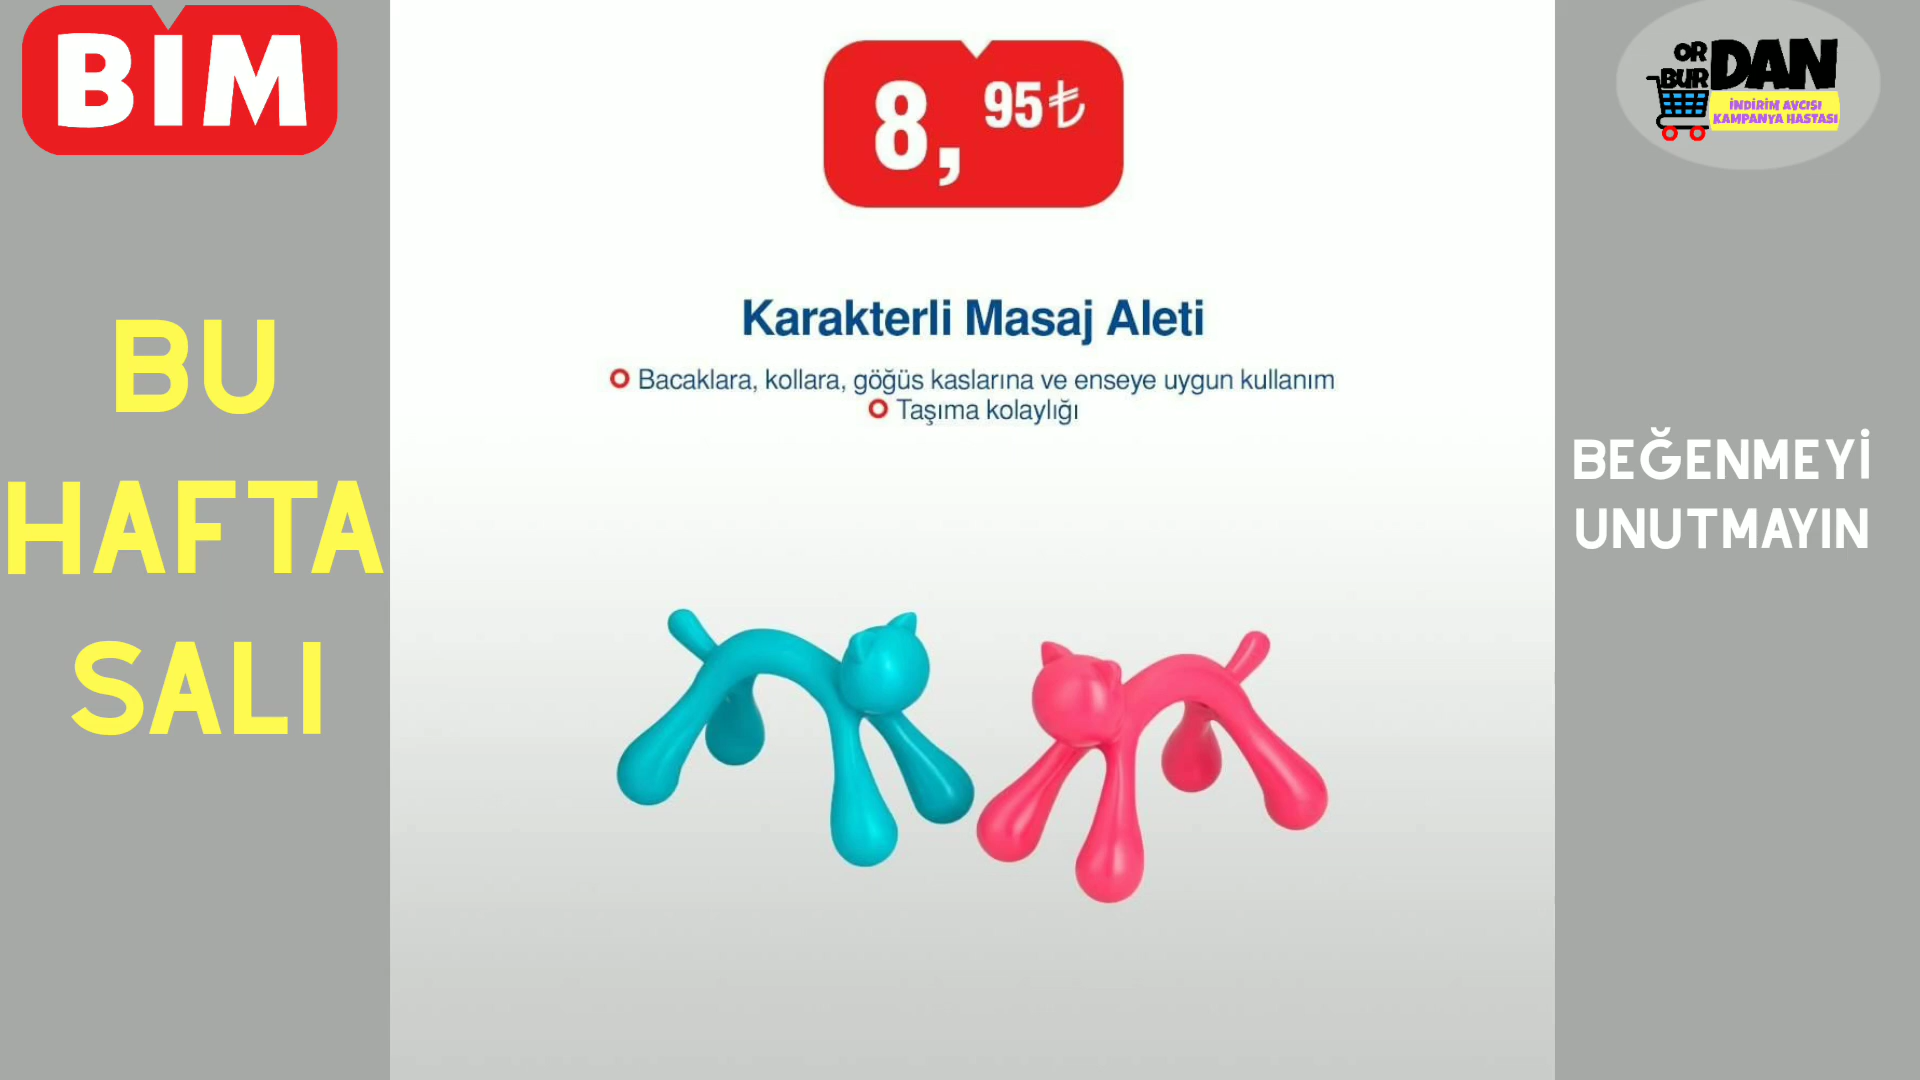 BİM
BU
HAFTA
SALI
8,95₺
Karakterli Masaj Aleti
Bacaklara, kollara, göğüs kaslarına ve enseye uygun kullanım
Taşıma kolaylığı
OR
BUR DAN
İNDİRİM AVCISI
KAMPANYA HASTASI
BEĞENMEYİ
UNUTMAYIN